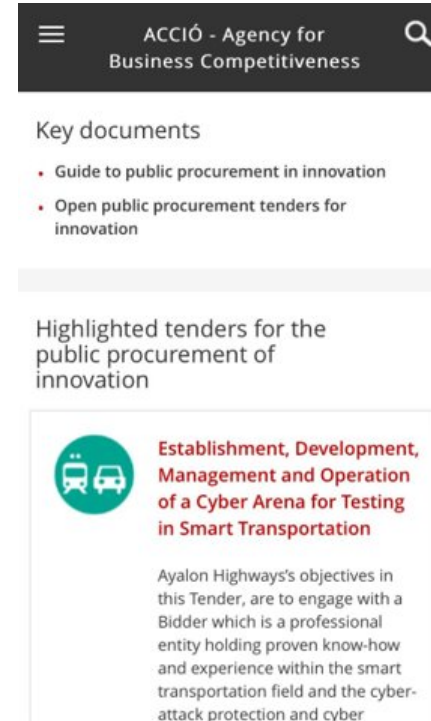 ACCIÓ - Agency for
Business Competitiveness
Key documents
Guide to public procurement in innovation
Open public procurement tenders for
innovation
Highlighted tenders for the
public procurement of
innovation
Establishment, Development,
Management and Operation
of a Cyber Arena for Testing
in Smart Transportation
Ayalon Highways's objectives in
this Tender, are to engage with a
Bidder which is a professional
entity holding proven know-how
and experience within the smart
transportation field and the cyber-
attack protection and cyber